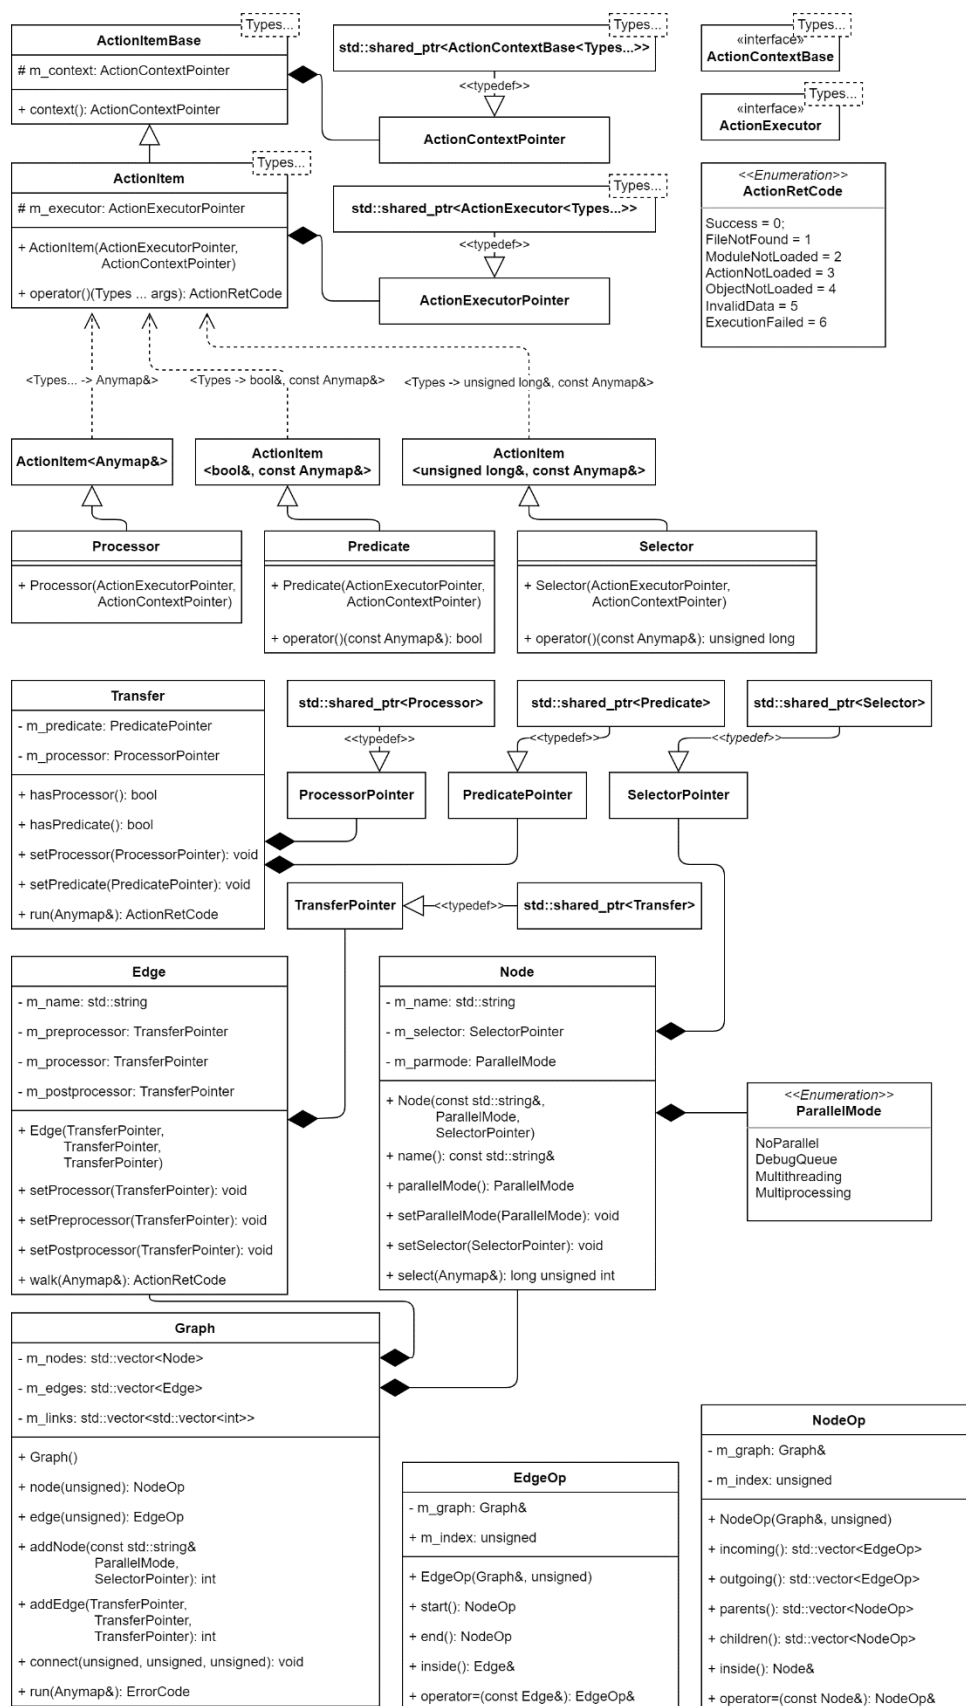 Types...
ActionItemBase
# m_context: ActionContextPointer
+ context(): ActionContextPointer
Types...
std::shared_ptr<ActionContextBase<Types...>>
<<typedef>>
ActionContextPointer
Types...
«interface»
ActionContextBase
Types...
«interface»
ActionExecutor
Types...
ActionItem
# m_executor: ActionExecutorPointer
+ ActionItem(ActionExecutorPointer,
ActionContextPointer)
+ operator()(Types ... args): ActionRetCode
Types...
std::shared_ptr<ActionExecutor<Types...>>
<<typedef>>
ActionExecutorPointer
<<Enumeration>>
ActionRetCode
Success = 0;
FileNotFound = 1
ModuleNotLoaded = 2
ActionNotLoaded = 3
ObjectNotLoaded = 4
InvalidData = 5
ExecutionFailed = 6
<Types... -> Anymap&>
<Types -> bool&, const Anymap&>
<Types -> unsigned long&, const Anymap&>
ActionItem<Anymap&>
ActionItem
<bool&, const Anymap&>
ActionItem
<unsigned long&, const Anymap&>
Processor
+ Processor(ActionExecutorPointer,
ActionContextPointer)
Predicate
+ Predicate(ActionExecutorPointer,
ActionContextPointer)
+ operator()(const Anymap&): bool
Selector
+ Selector(ActionExecutorPointer,
ActionContextPointer)
+ operator()(const Anymap&): unsigned long
Transfer
- m_predicate: PredicatePointer
- m_processor: ProcessorPointer
+ hasProcessor(): bool
+ hasPredicate(): bool
+ setProcessor(ProcessorPointer): void
+ setPredicate(PredicatePointer): void
+ run(Anymap&): ActionRetCode
std::shared_ptr<Processor>
<<typedef>>
ProcessorPointer
std::shared_ptr<Predicate>
<<typedef>>
PredicatePointer
std::shared_ptr<Selector>
<<typedef>>
SelectorPointer
TransferPointer
<<typedef>>
std::shared_ptr<Transfer>
Edge
- m_name: std::string
- m_preprocessor: TransferPointer
- m_processor: TransferPointer
- m_postprocessor: TransferPointer
+ Edge(TransferPointer,
TransferPointer,
TransferPointer)
+ setProcessor(TransferPointer): void
+ setPreprocessor(TransferPointer): void
+ setPostprocessor(TransferPointer): void
+ walk(Anymap&): ActionRetCode
Node
- m_name: std::string
- m_selector: SelectorPointer
- m_parmode: ParallelMode
+ Node(const std::string&,
ParallelMode,
SelectorPointer)
+ name(): const std::string&
+ parallelMode(): ParallelMode
+ setParallelMode(ParallelMode): void
+ setSelector(SelectorPointer): void
+ select(Anymap&): long unsigned int
<<Enumeration>>
ParallelMode
NoParallel
DebugQueue
Multithreading
Multiprocessing
Graph
- m_nodes: std::vector<Node>
- m_edges: std::vector<Edge>
- m_links: std::vector<std::vector<int>>
+ Graph()
+ node(unsigned): NodeOp
+ edge(unsigned): EdgeOp
+ addNode(const std::string&
ParallelMode,
SelectorPointer): int
+ addEdge(TransferPointer,
TransferPointer,
TransferPointer): int
+ connect(unsigned, unsigned, unsigned): void
+ run(Anymap&): ErrorCode
EdgeOp
- m_graph: Graph&
+ m_index: unsigned
+ EdgeOp(Graph&, unsigned)
+ start(): NodeOp
+ end(): NodeOp
+ inside(): Edge&
+ operator=(const Edge&): EdgeOp&
NodeOp
- m_graph: Graph&
- m_index: unsigned
+ NodeOp(Graph&, unsigned)
+ incoming(): std::vector<EdgeOp>
+ outgoing(): std::vector<EdgeOp>
+ parents(): std::vector<NodeOp>
+ children(): std::vector<NodeOp>
+ inside(): Node&
+ operator=(const Node&): NodeOp&